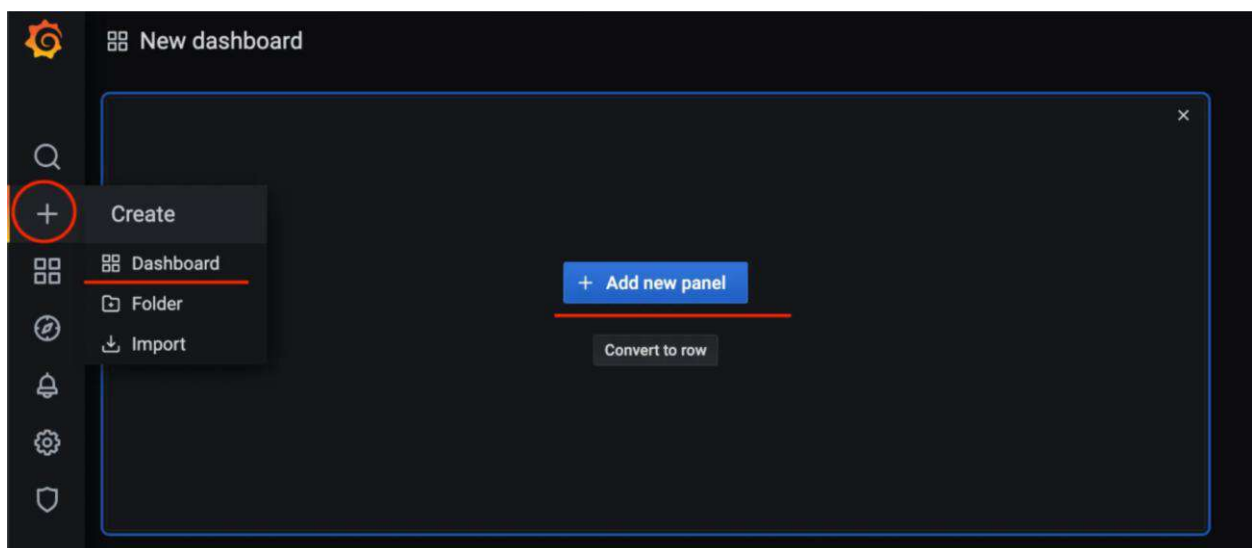 New dashboard
Create
Dashboard
Folder
Import
+ Add new panel
Convert to row